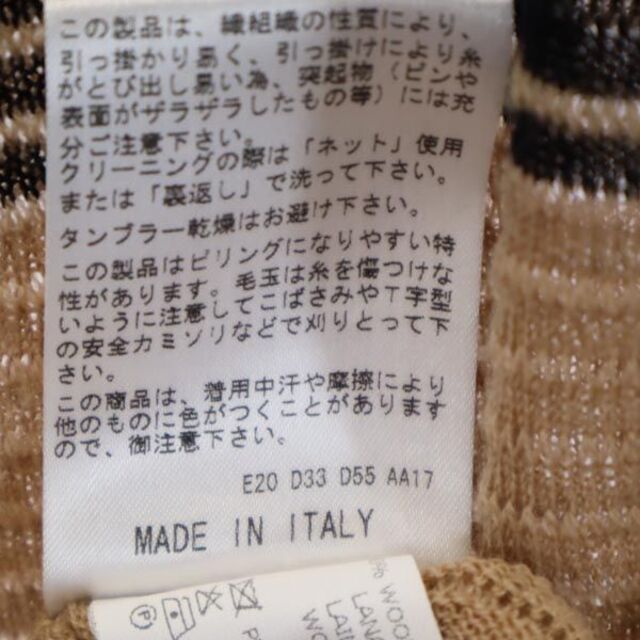 この製品は、繊組織の性質により、
引っ掛かり易く、引っ掛けにより糸
がとび出し易い為、突起物（ピンや
表面がザラザラしたもの等）には充
分ご注意下さい。
クリーニングの際は「ネット」使用
または「裏返し」で洗って下さい。
タンブラー乾燥はお避け下さい。
この製品はピリングになりやすい特
性があります。毛玉は糸を傷つけな
いように注意してこばさみやT字型
の安全カミソリなどで刈りとって下
さい。
この商品は、着用中汗や摩擦により
他のものに色がつくことがあります
ので、御注意下さい。
E20 D33 D55 AA17
MADE IN ITALY
% WOO
LAN
LAI
WO